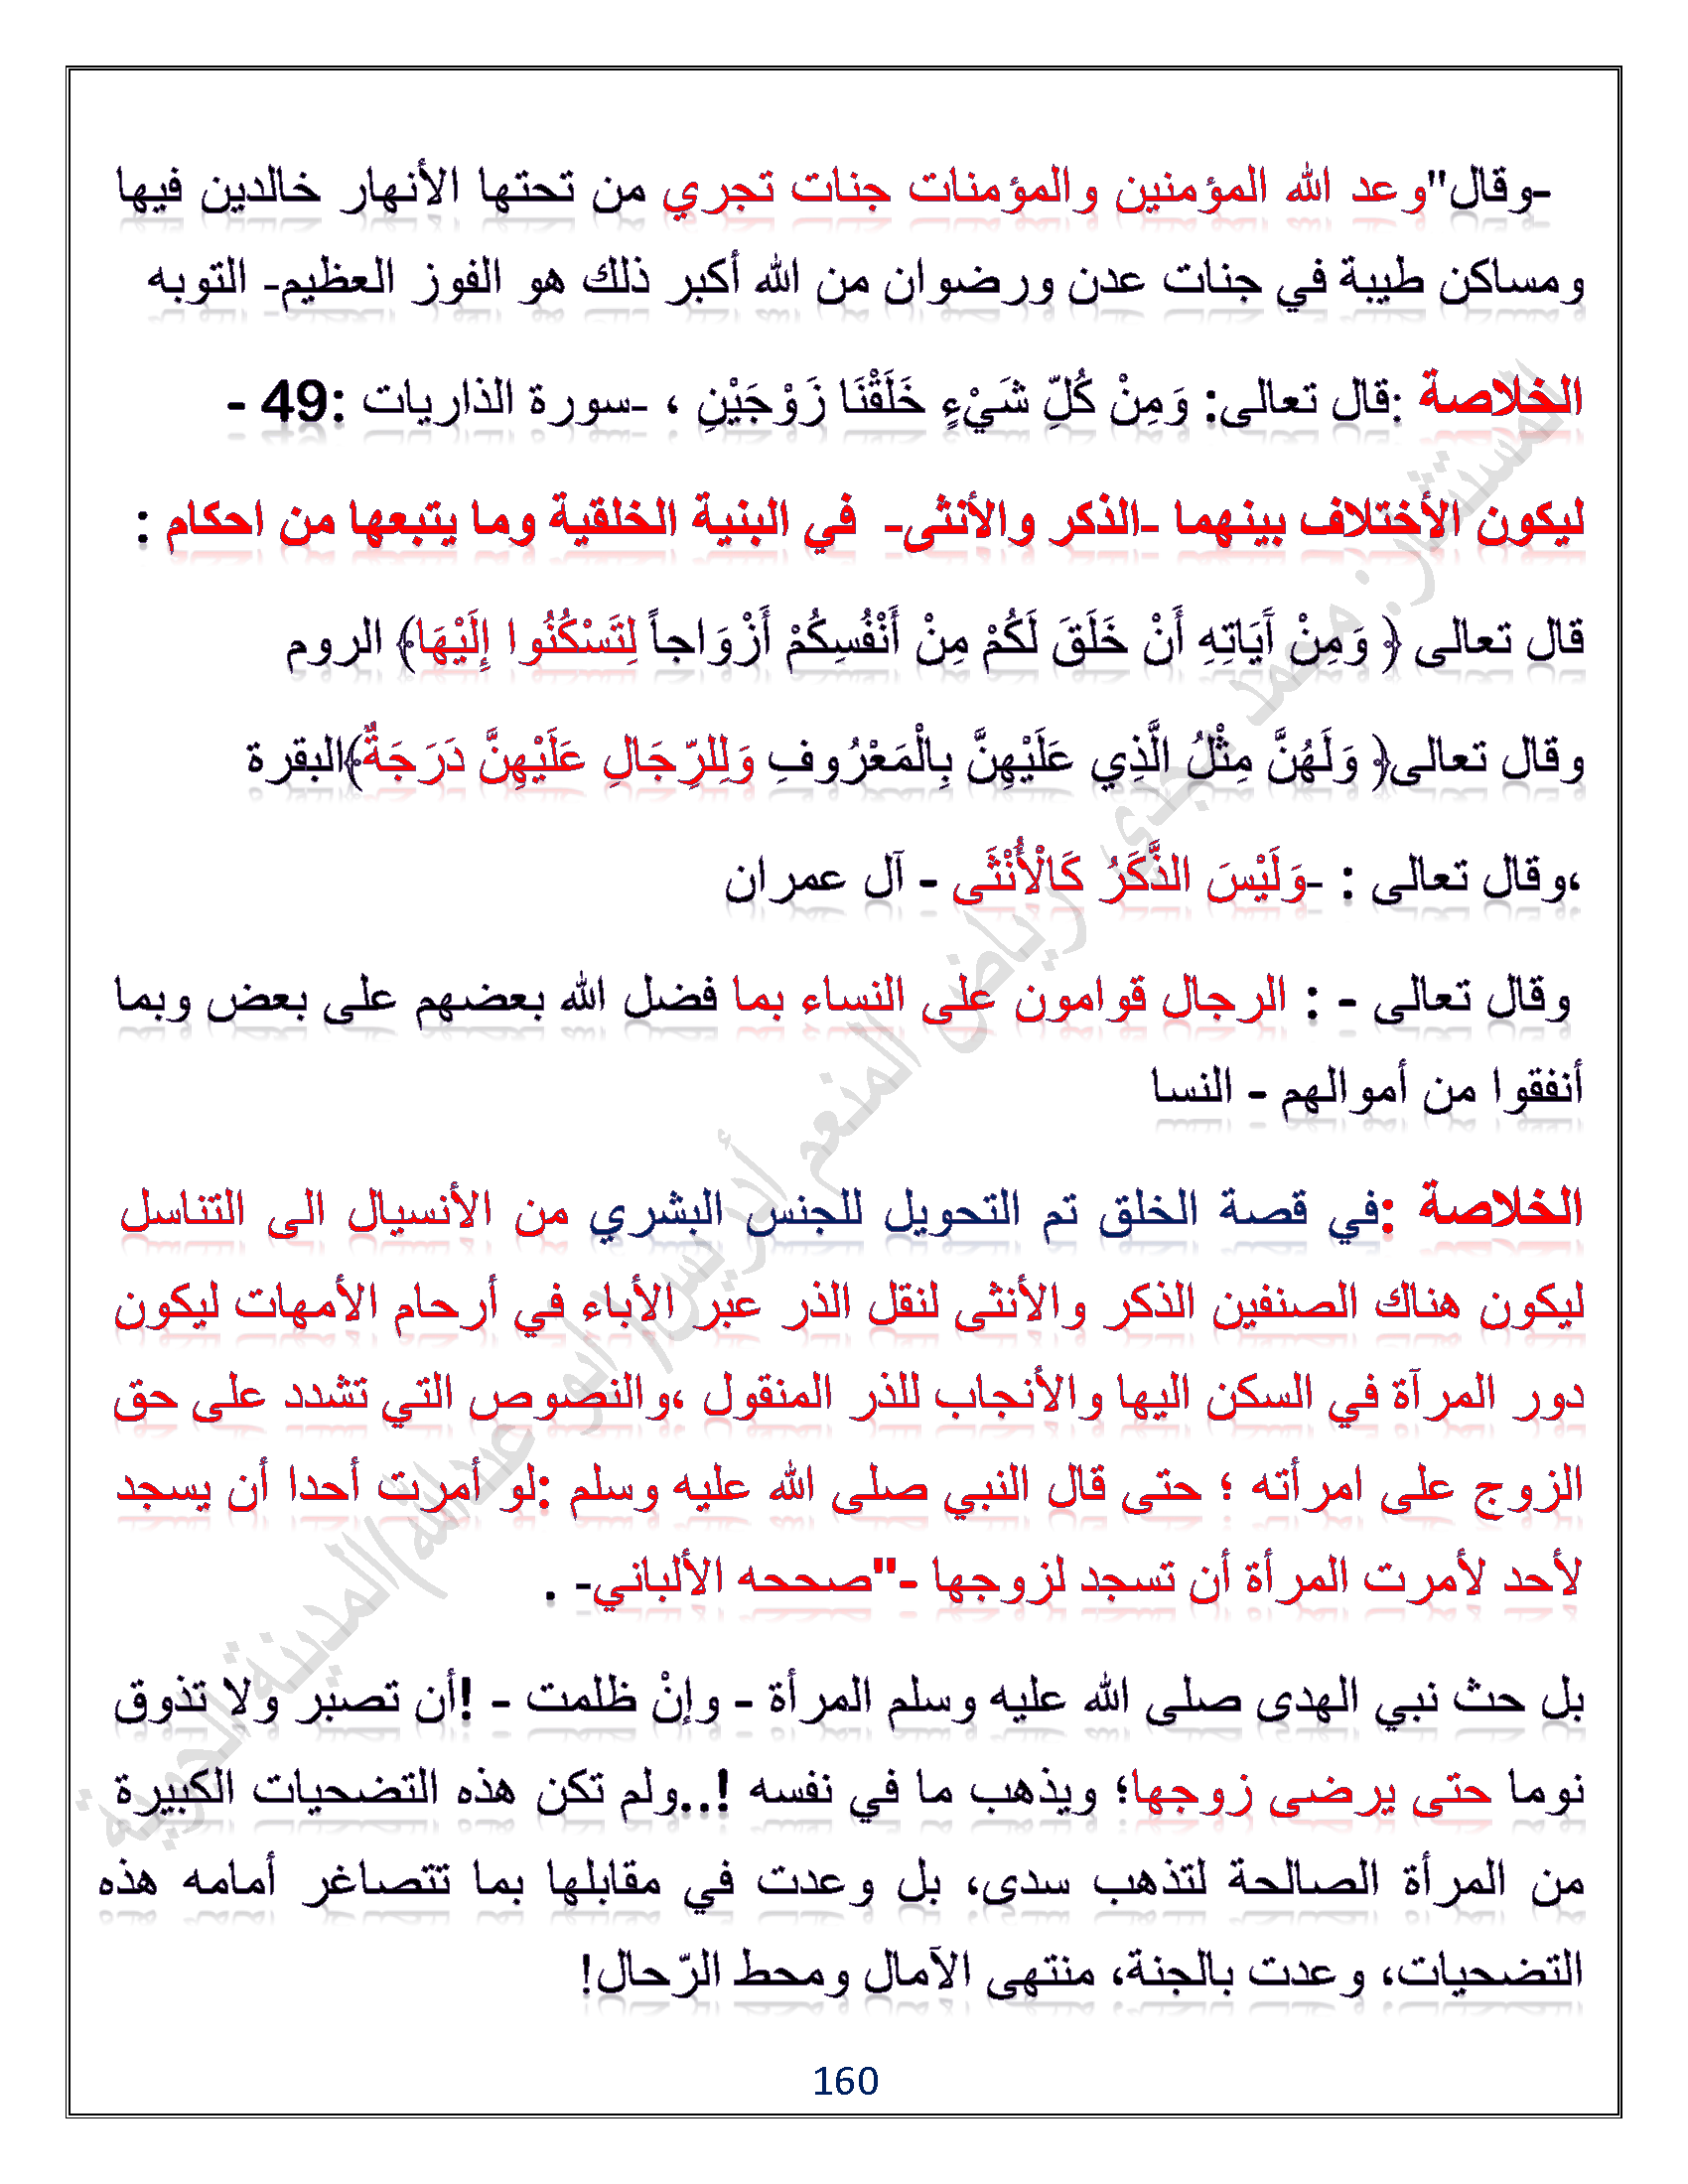 -وقال"وعد الله المؤمنين والمؤمنات جنات تجري من تحتها الأنهار خالدين فيها
ومساكن طيبة في جنات عدن ورضوان من الله أكبر ذلك هو الفوز العظيم- التوبه
الخلاصة :قال تعالى: وَمِنْ كُلِّ شَيْءٍ خَلَقْنَا زَوْجَيْنِ ، -سورة الذاريات :49 -
ليكون الأختلاف بينهما -الذكر والأنثى- في البنية الخلقية وما يتبعها من احكام :
قال تعالى ﴿ وَمِنْ آَيَاتِهِ أَنْ خَلَقَ لَكُمْ مِنْ أَنْفُسِكُمْ أَزْوَاجاً لِتَسْكُنُوا إِلَيْهَا﴾ الروم
وقال تعالى﴿ وَلَهُنَّ مِثْلُ الَّذِي عَلَيْهِنَّ بِالْمَعْرُوفِ وَلِلرِّجَالِ عَلَيْهِنَّ دَرَجَةٌ﴾البقرة
،وقال تعالى : -وَلَيْسَ الذَّكَرُ كَالْأُنْثَى - آل عمران
وقال تعالى - : الرجال قوامون على النساء بما فضل الله بعضهم على بعض وبما
أنفقوا من أموالهم - النسا
الخلاصة :في قصة الخلق تم التحويل للجنس البشري من الأنسيال الى التناسل
ليكون هناك الصنفين الذكر والأنثى لنقل الذر عبر الأباء في أرحام الأمهات ليكون
دور المرآة في السكن اليها والأنجاب للذر المنقول ،والنصوص التي تشدد على حق
الزوج على امرأته ؛ حتى قال النبي صلى الله عليه وسلم :لو أمرت أحدا أن يسجد
لأحد لأمرت المرأة أن تسجد لزوجها -"صححه الألباني- .
بل حث نبي الهدى صلى الله عليه وسلم المرأة - وإنْ ظلمت - !أن تصبر ولا تذوق
نوما حتى يرضى زوجها؛ ويذهب ما في نفسه !..ولم تكن هذه التضحيات الكبيرة
من المرأة الصالحة لتذهب سدى، بل وعدت في مقابلها بما تتصاغر أمامه هذه
التضحيات، وعدت بالجنة، منتهى الآمال ومحط الرّحال!
160